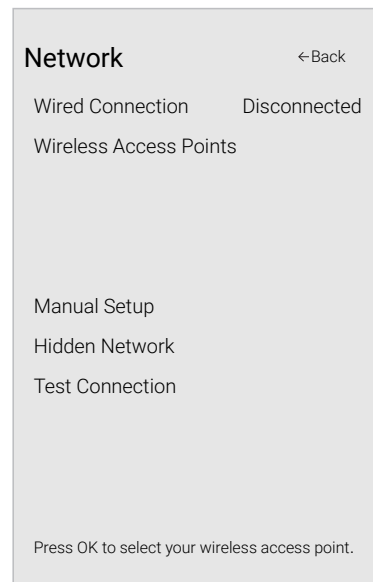 Network ←Back
Wired Connection Disconnected
Wireless Access Points
Manual Setup
Hidden Network
Test Connection
Press OK to select your wireless access point.